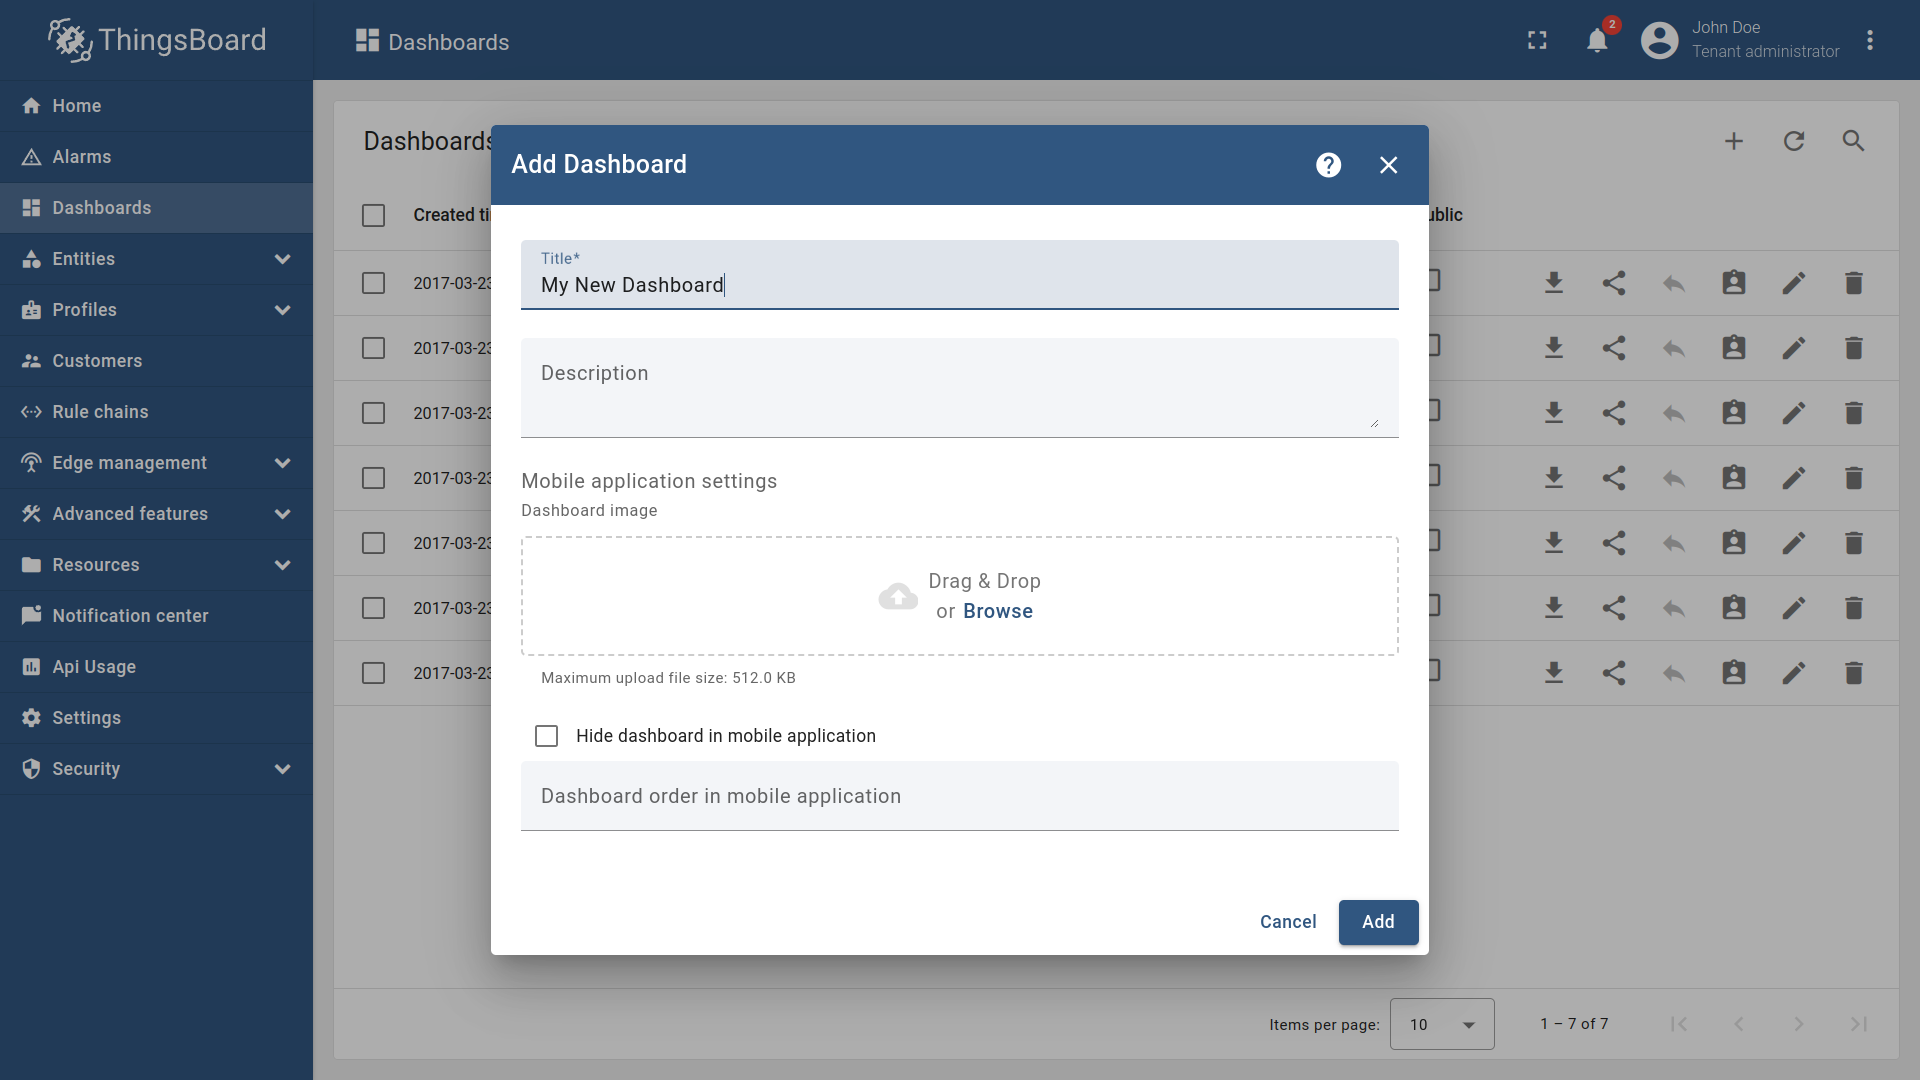 ThingsBoard
Dashboards
2
John Doe
Tenant administrator
Home
Alarms
Dashboards
Entities
Profiles
Customers
Rule chains
Edge management
Advanced features
Resources
Notification center
Api Usage
Settings
Security
Dashboards
Created ti
ublic
2017-03-23
2017-03-23
2017-03-23
2017-03-23
2017-03-23
2017-03-23
2017-03-23
Add Dashboard
Title*
My New Dashboard
Description
Mobile application settings
Dashboard image
Drag & Drop
or Browse
Maximum upload file size: 512.0 KB
Hide dashboard in mobile application
Dashboard order in mobile application
Cancel
Add
Items per page:
10
1 – 7 of 7